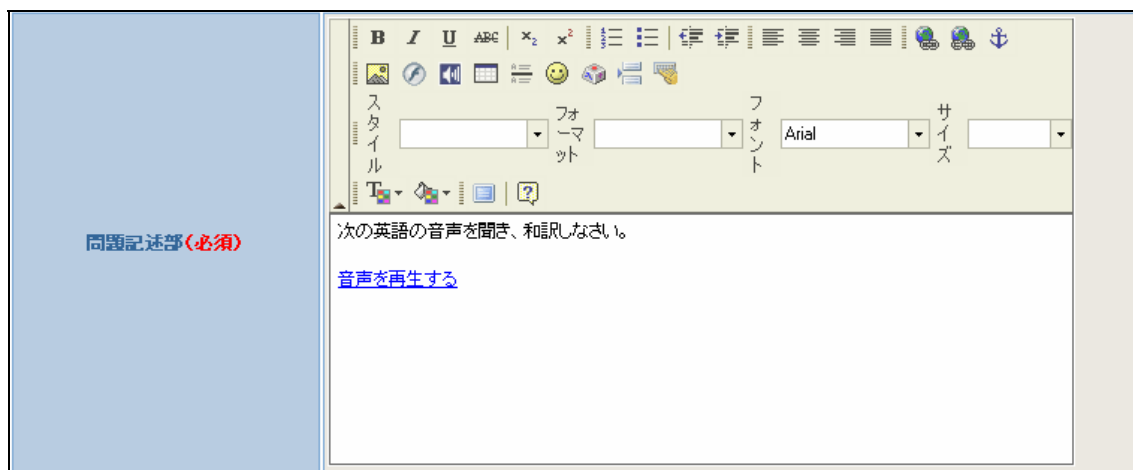 B I U ABC ×₂ ×²
スタイル フォーマット フォント Arial サイズ
問題記述部(必須)
次の英語の音声を聞き、和訳しなさい。
音声を再生する